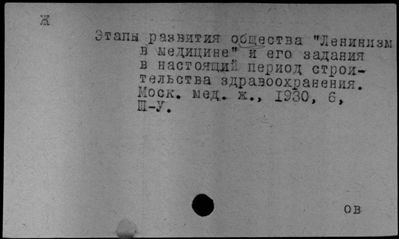 Ж
Этапы развития общества "Ленинизм
в медицине" и его задания
в настоящий период строи-
тельства здравоохранения.
Моск. мед. ж., 1930, 6,
Ш-У.
ов